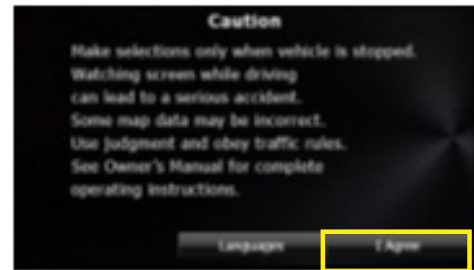 Caution
Make selections only when vehicle is stopped.
Watching screen while driving
can lead to a serious accident.
Some map data may be incorrect.
Use judgment and obey traffic rules.
See Owner's Manual for complete
operating instructions.
Languages
I Agree